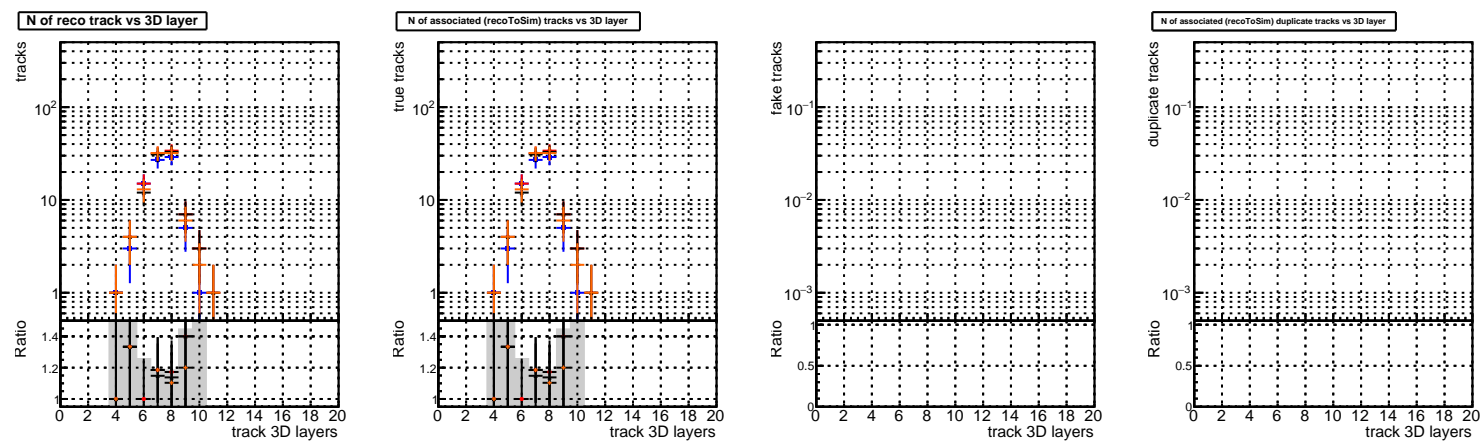 N of reco track vs 3D layer
tracks
10²
10
1
Ratio
1.4
1.2
1
0 2 4 6 8 10 12 14 16 18 20
track 3D layers
N of associated (recoToSim) tracks vs 3D layer
true tracks
10²
10
1
Ratio
1.4
1.2
1
0 2 4 6 8 10 12 14 16 18 20
track 3D layers
fake tracks
10⁻¹
10⁻²
10⁻³
Ratio
1
0.5
0
0 2 4 6 8 10 12 14 16 18 20
track 3D layers
N of associated (recoToSim) duplicate tracks vs 3D layer
duplicate tracks
10⁻¹
10⁻²
10⁻³
Ratio
1
0.5
0
0 2 4 6 8 10 12 14 16 18 20
track 3D layers